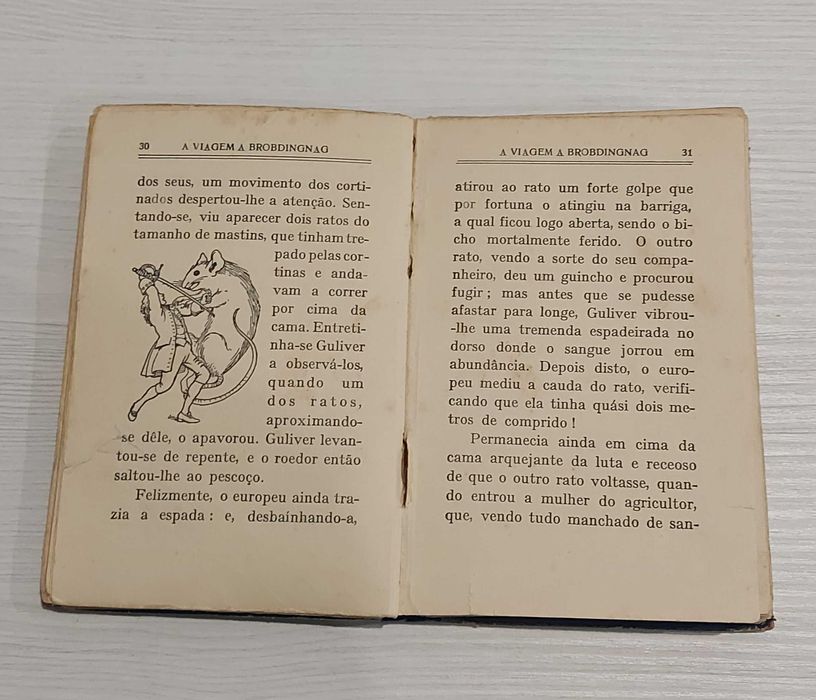 30 A VIAGEM A BROBDINGNAG
dos seus, um movimento dos corti-
nados despertou-lhe a atenção. Sen-
tando-se, viu aparecer dois ratos do
tamanho de mastins, que tinham tre-
pado pelas cor-
tinas e anda-
vam a correr
por cima da
cama. Entreti-
nha-se Guliver
a observá-los,
quando um
dos ratos,
aproximando-
se dêle, o apavorou. Guliver levan-
tou-se de repente, e o roedor então
saltou-lhe ao pescoço.
Felizmente, o europeu ainda tra-
zia a espada : e, desbaínhando-a,
A VIAGEM A BROBDINGNAG 31
atirou ao rato um forte golpe que
por fortuna o atingiu na barriga,
a qual ficou logo aberta, sendo o bi-
cho mortalmente ferido. O outro
rato, vendo a sorte do seu compa-
nheiro, deu um guincho e procurou
fugir ; mas antes que se pudesse
afastar para longe, Guliver vibrou-
-lhe uma tremenda espadeirada no
dorso donde o sangue jorrou em
abundância. Depois disto, o euro-
peu mediu a cauda do rato, verifi-
cando que ela tinha quási dois me-
tros de comprido !
Permanecia ainda em cima da
cama arquejante da luta e receoso
de que o outro rato voltasse, quan-
do entrou a mulher do agricultor,
que, vendo tudo manchado de san-